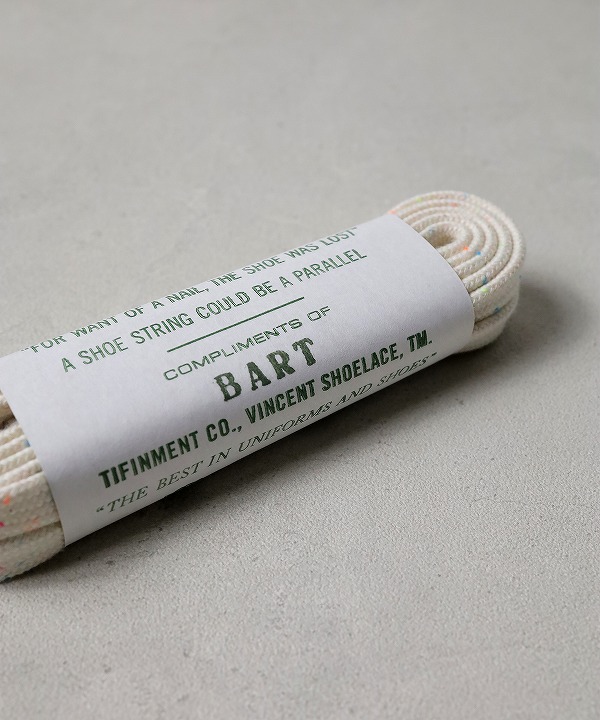 "FOR WANT OF A NAIL, THE SHOE WAS LOST"
A SHOE STRING COULD BE A PARALLEL
COMPLIMENTS OF
BART
TIFINMENT CO., VINCENT SHOELACE, TM.
"THE BEST IN UNIFORMS AND SHOES"